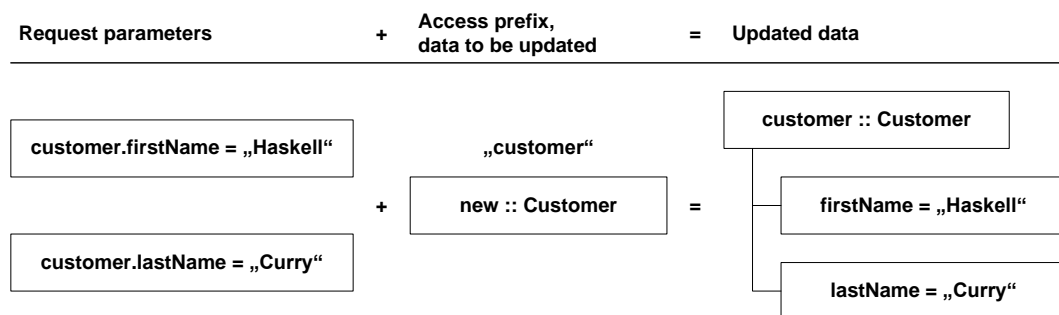 Request parameters
+
Access prefix,
data to be updated
=
Updated data
customer :: Customer
customer.firstName = „Haskell“
„customer“
+
new :: Customer
=
firstName = „Haskell“
customer.lastName = „Curry“
lastName = „Curry“